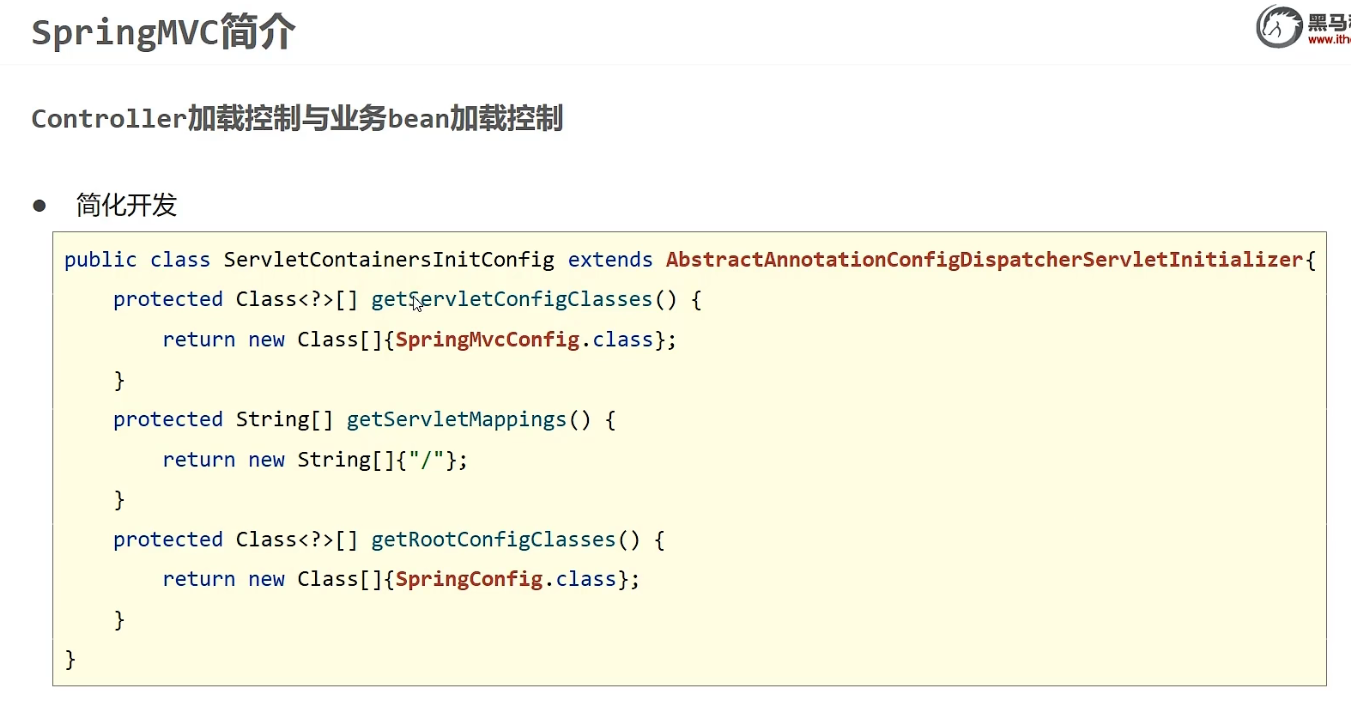 SpringMVC简介
黑马
www.ith
Controller加载控制与业务bean加载控制
● 简化开发
public class ServletContainersInitConfig extends AbstractAnnotationConfigDispatcherServletInitializer{
protected Class<?>[] getServletConfigClasses() {
return new Class[]{SpringMvcConfig.class};
}
protected String[] getServletMappings() {
return new String[]{"/"};
}
protected Class<?>[] getRootConfigClasses() {
return new Class[]{SpringConfig.class};
}
}